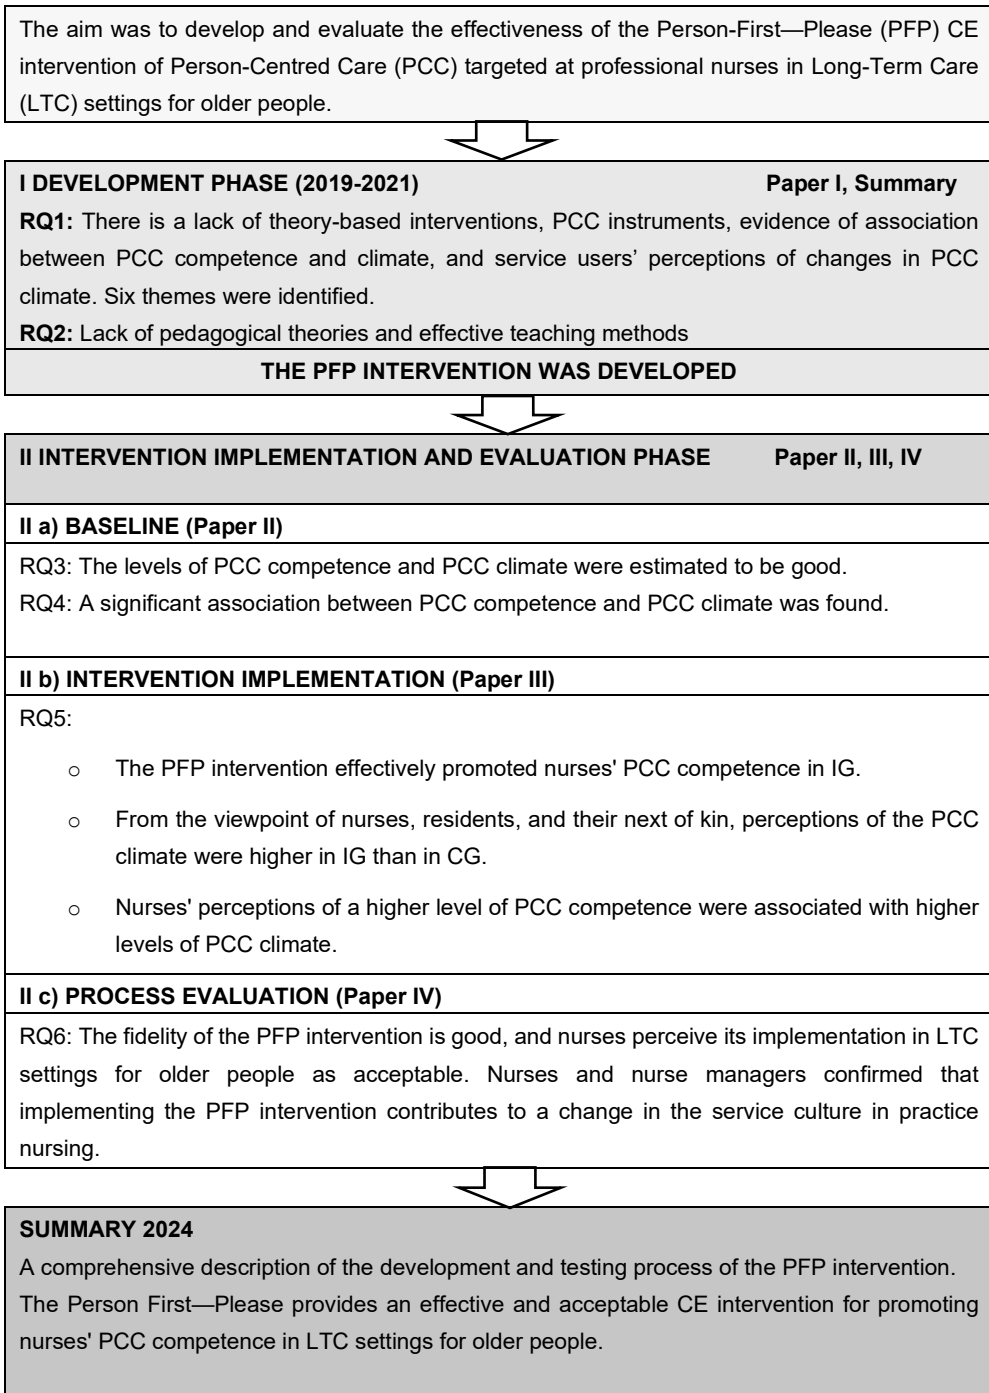 The aim was to develop and evaluate the effectiveness of the Person-First—Please (PFP) CE
intervention of Person-Centred Care (PCC) targeted at professional nurses in Long-Term Care
(LTC) settings for older people.
I DEVELOPMENT PHASE (2019-2021) Paper I, Summary
RQ1: There is a lack of theory-based interventions, PCC instruments, evidence of association
between PCC competence and climate, and service users’ perceptions of changes in PCC
climate. Six themes were identified.
RQ2: Lack of pedagogical theories and effective teaching methods
THE PFP INTERVENTION WAS DEVELOPED
II INTERVENTION IMPLEMENTATION AND EVALUATION PHASE Paper II, III, IV
II a) BASELINE (Paper II)
RQ3: The levels of PCC competence and PCC climate were estimated to be good.
RQ4: A significant association between PCC competence and PCC climate was found.
II b) INTERVENTION IMPLEMENTATION (Paper III)
RQ5:
o The PFP intervention effectively promoted nurses' PCC competence in IG.
o From the viewpoint of nurses, residents, and their next of kin, perceptions of the PCC
climate were higher in IG than in CG.
o Nurses' perceptions of a higher level of PCC competence were associated with higher
levels of PCC climate.
II c) PROCESS EVALUATION (Paper IV)
RQ6: The fidelity of the PFP intervention is good, and nurses perceive its implementation in LTC
settings for older people as acceptable. Nurses and nurse managers confirmed that
implementing the PFP intervention contributes to a change in the service culture in practice
nursing.
SUMMARY 2024
A comprehensive description of the development and testing process of the PFP intervention.
The Person First—Please provides an effective and acceptable CE intervention for promoting
nurses' PCC competence in LTC settings for older people.